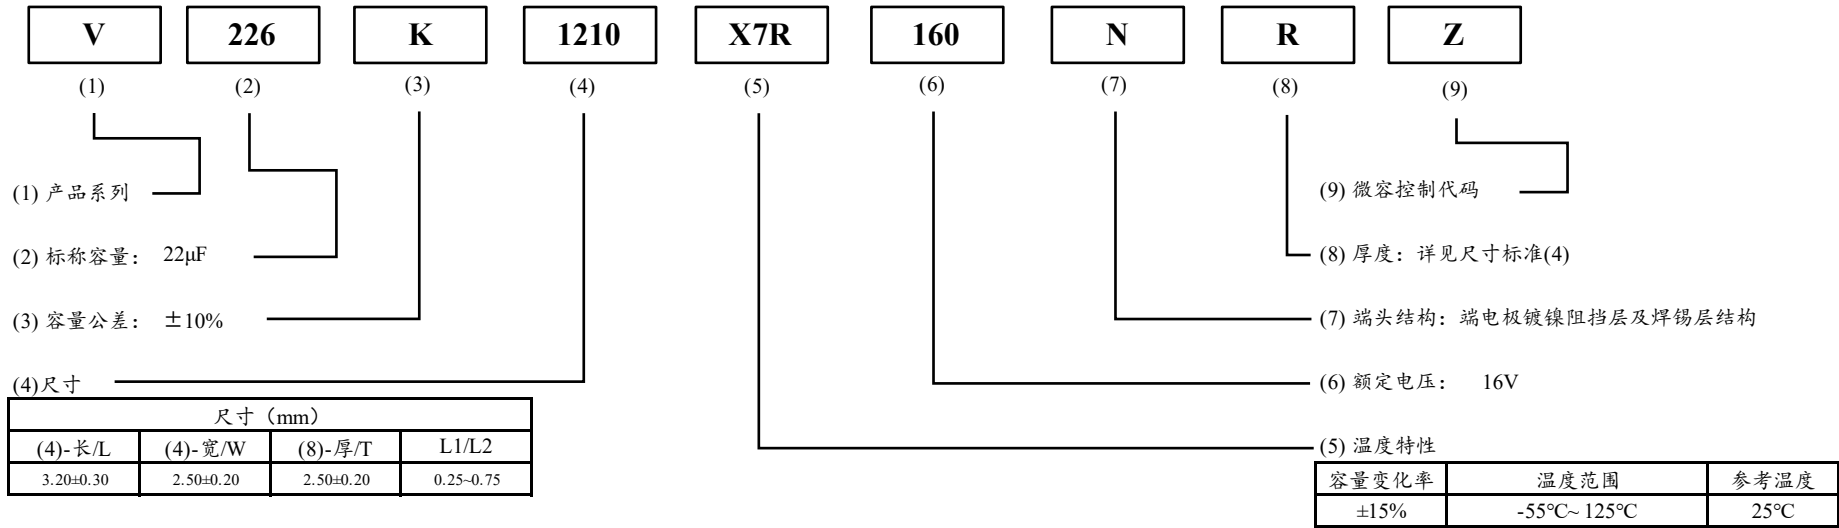 V 226 K 1210 X7R 160 N R Z
(1) (2) (3) (4) (5) (6) (7) (8) (9)
(1) 产品系列
(2) 标称容量： 22μF
(3) 容量公差： ±10%
(4)尺寸
尺寸（mm）
(4)-长/L (4)-宽/W (8)-厚/T L1/L2
3.20±0.30 2.50±0.20 2.50±0.20 0.25~0.75
(9) 微容控制代码
(8) 厚度：详见尺寸标准(4)
(7) 端头结构：端电极镀镍阻挡层及焊锡层结构
(6) 额定电压： 16V
(5) 温度特性
容量变化率 温度范围 参考温度
±15% -55℃~ 125℃ 25℃